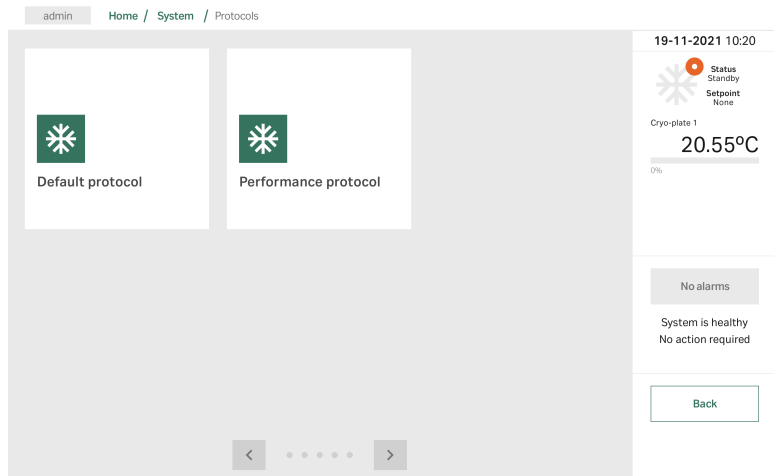 admin
Home / System / Protocols
19-11-2021 10:20
Status
Standby
Setpoint
None
Cryo-plate 1
20.55ºC
0%
Default protocol
Performance protocol
No alarms
System is healthy
No action required
Back